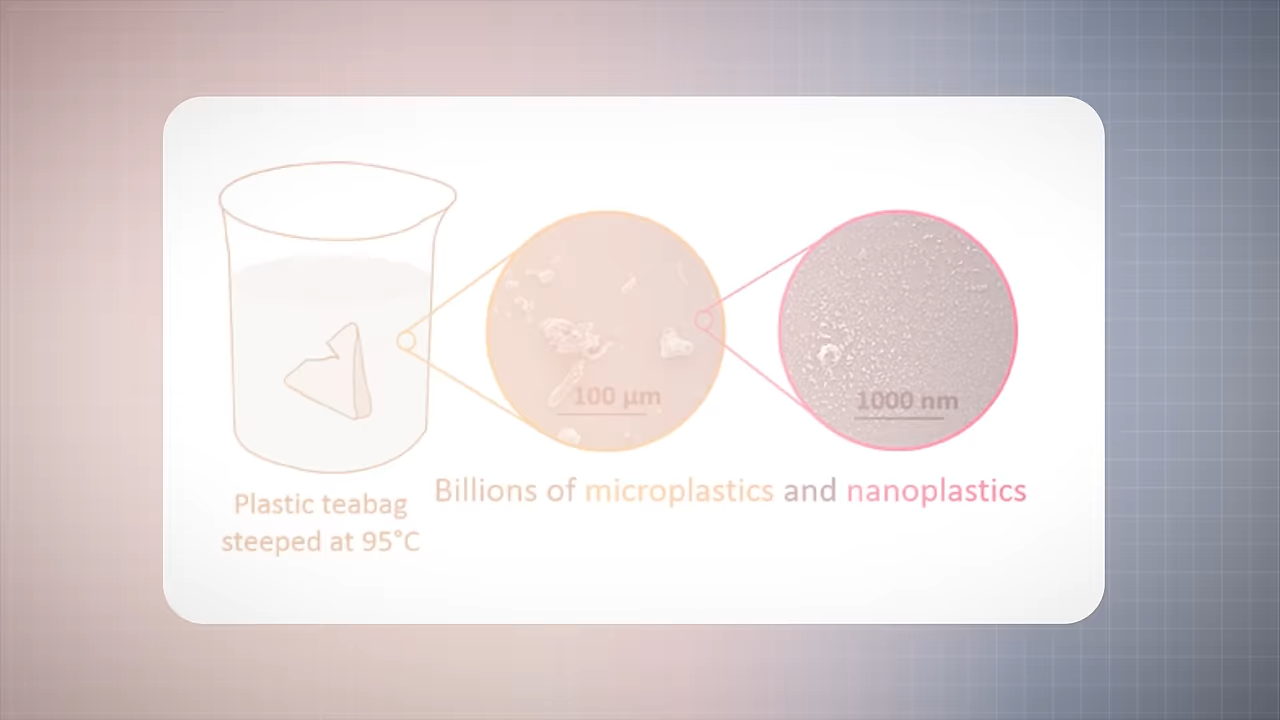 100 µm
1000 nm
Billions of microplastics and nanoplastics
Plastic teabag
steeped at 95°C